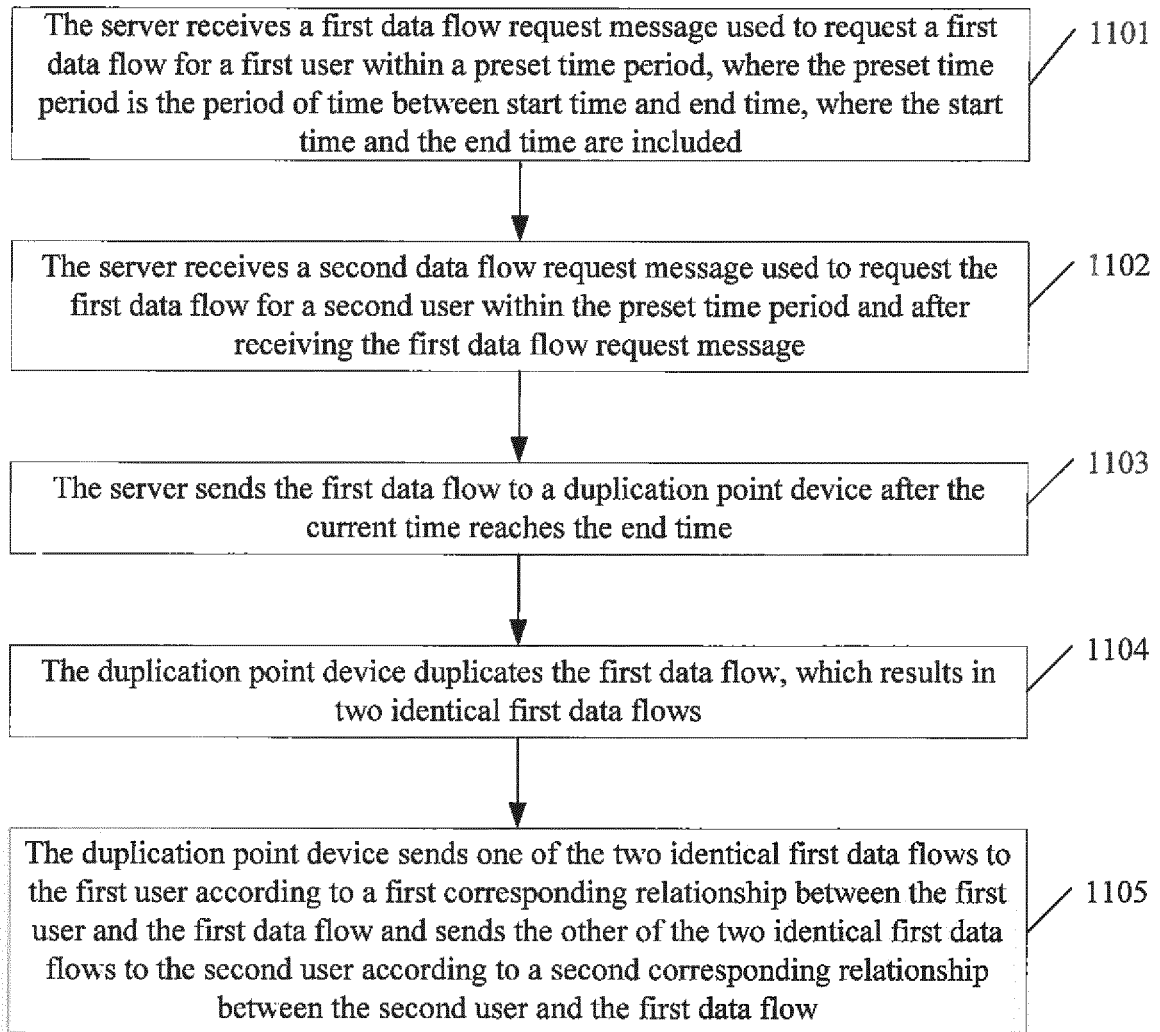 The server receives a first data flow request message used to request a first
data flow for a first user within a preset time period, where the preset time
period is the period of time between start time and end time, where the start
time and the end time are included
1101
The server receives a second data flow request message used to request the
first data flow for a second user within the preset time period and after
receiving the first data flow request message
1102
The server sends the first data flow to a duplication point device after the
current time reaches the end time
1103
The duplication point device duplicates the first data flow, which results in
two identical first data flows
1104
The duplication point device sends one of the two identical first data flows to
the first user according to a first corresponding relationship between the first
user and the first data flow and sends the other of the two identical first data
flows to the second user according to a second corresponding relationship
between the second user and the first data flow
1105